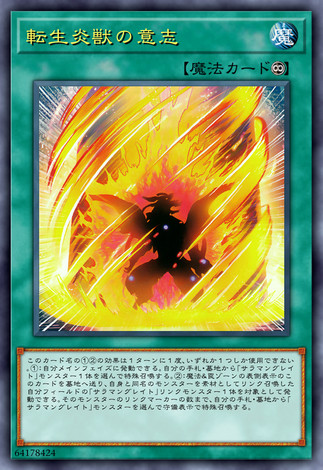 転生炎獣の意志
魔
【魔法カード】
このカード名の①②の効果は1ターンに1度、いずれか1つしか使用できない
。①:自分メインフェイズに発動できる。自分の手札・墓地から「サラマングレイ
ト」モンスター1体を選んで特殊召喚する。②:魔法&罠ゾーンの表側表示のこ
のカードを墓地へ送り、自身と同名のモンスターを素材としてリンク召喚した
自分フィールドの「サラマングレイト」リンクモンスター1体を対象として発
動できる。そのモンスターのリンクマーカーの数まで、自分の手札・墓地から「
サラマングレイト」モンスターを選んで守備表示で特殊召喚する。
64178424